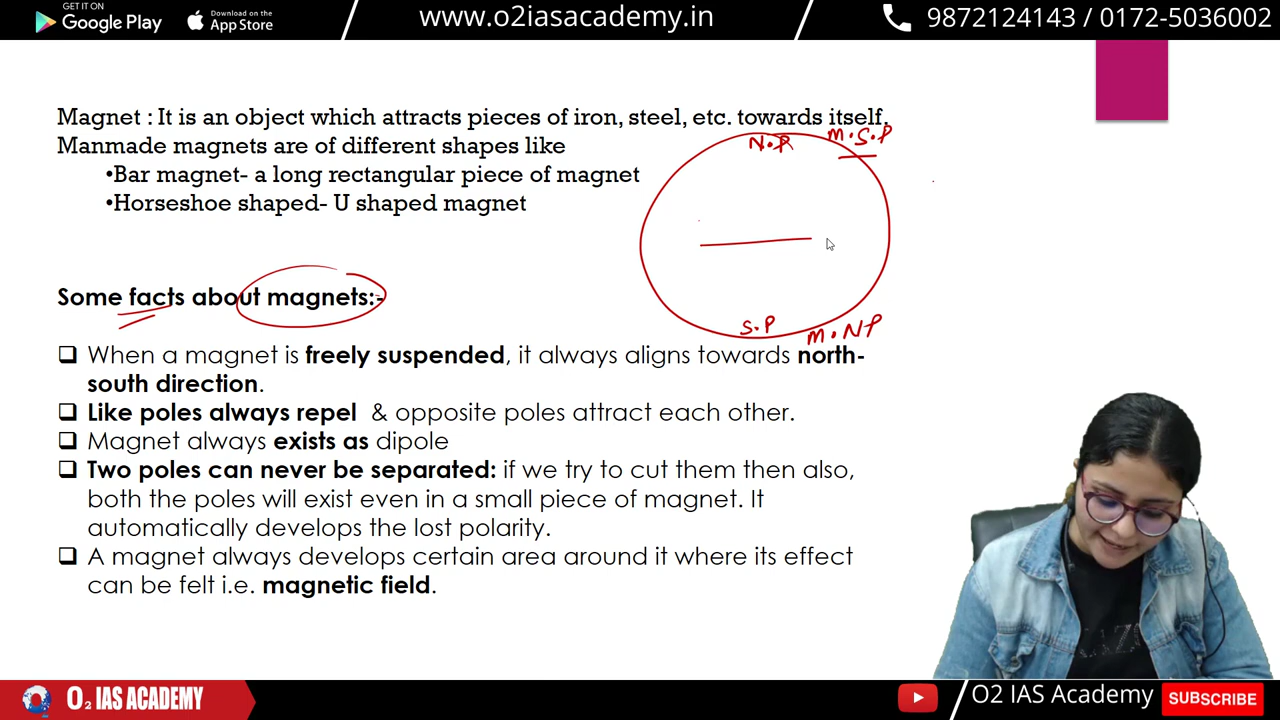 GET IT ON
Google Play
Download on the
App Store
www.o2iasacademy.in
9872124143 / 0172-5036002
Magnet : It is an object which attracts pieces of iron, steel, etc. towards itself.
Manmade magnets are of different shapes like
•Bar magnet- a long rectangular piece of magnet
•Horseshoe shaped- U shaped magnet
N.P
M.S.P
S.P
M.NP
Some facts about magnets:-
❑ When a magnet is freely suspended, it always aligns towards north-
south direction.
❑ Like poles always repel & opposite poles attract each other.
❑ Magnet always exists as dipole
❑ Two poles can never be separated: if we try to cut them then also,
both the poles will exist even in a small piece of magnet. It
automatically develops the lost polarity.
❑ A magnet always develops certain area around it where its effect
can be felt i.e. magnetic field.
O2 IAS ACADEMY
O2 IAS Academy
SUBSCRIBE